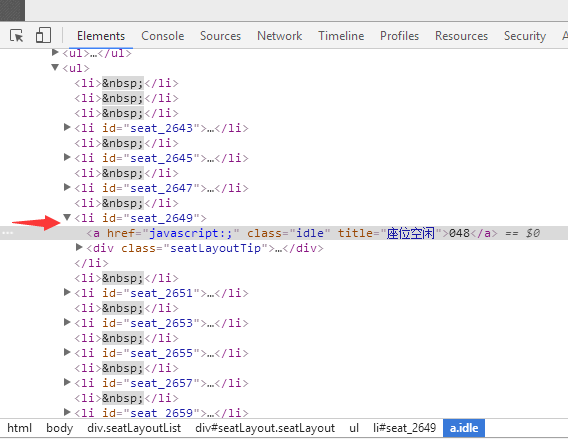 Elements Console Sources Network Timeline Profiles Resources Security
<ul>…</ul>
<ul>
<li>&nbsp;</li>
<li>&nbsp;</li>
<li>&nbsp;</li>
<li id="seat_2643">…</li>
<li>&nbsp;</li>
<li id="seat_2645">…</li>
<li>&nbsp;</li>
<li id="seat_2647">…</li>
<li>&nbsp;</li>
<li id="seat_2649">
<a href="javascript:;" class="idle" title="座位空闲">048</a> == $0
<div class="seatLayoutTip">…</div>
</li>
<li>&nbsp;</li>
<li id="seat_2651">…</li>
<li>&nbsp;</li>
<li id="seat_2653">…</li>
<li>&nbsp;</li>
<li id="seat_2655">…</li>
<li>&nbsp;</li>
<li id="seat_2657">…</li>
<li>&nbsp;</li>
<li id="seat_2659">…</li>
html body div.seatLayoutList div#seatLayout.seatLayout ul li#seat_2649 a.idle